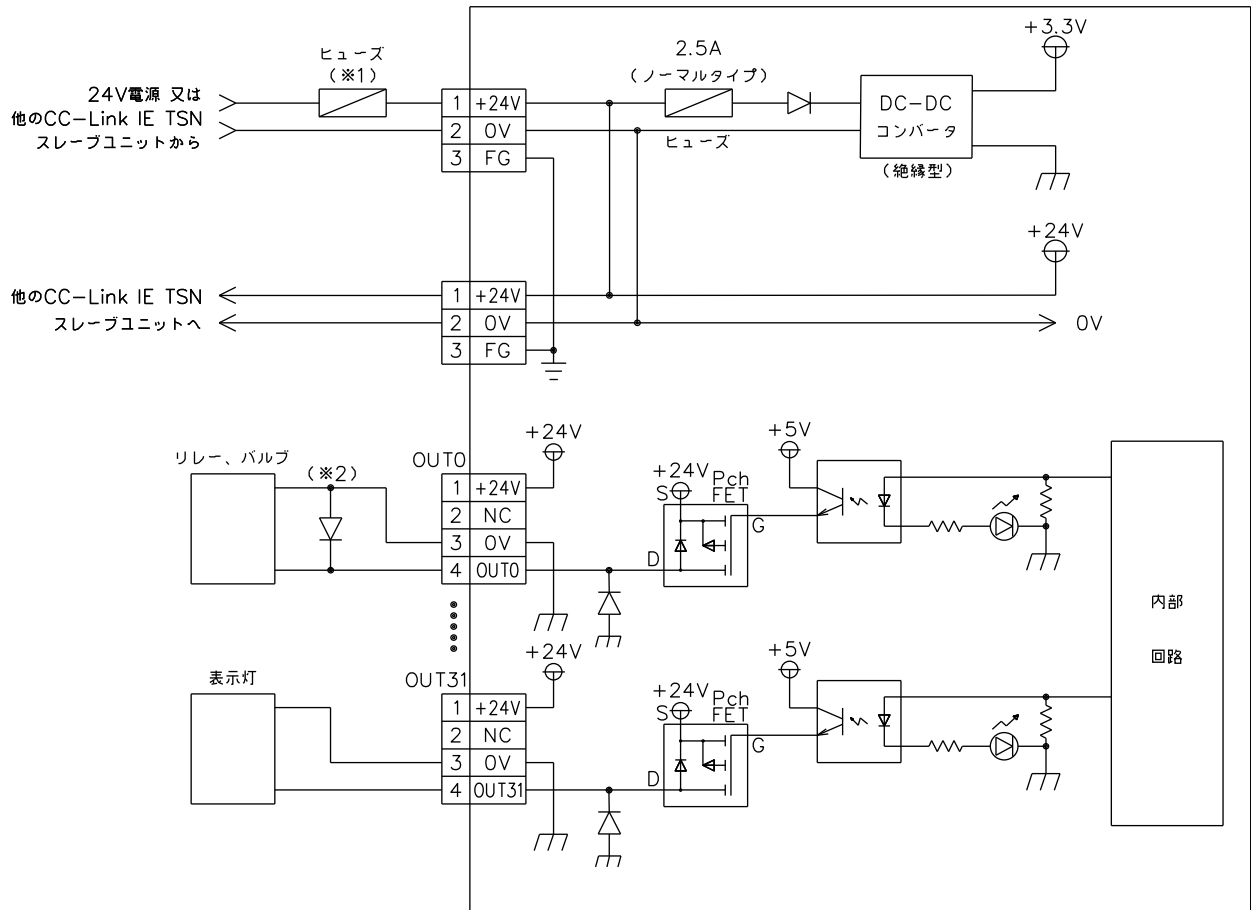 24V電源 又は
他のCC-Link IE TSN
スレーブユニットから
ヒューズ
(※1)
1 +24V
2 0V
3 FG
2.5A
(ノーマルタイプ)
ヒューズ
DC-DC
コンバータ
(絶縁型)
+3.3V
+24V
他のCC-Link IE TSN
スレーブユニットへ
1 +24V
2 0V
3 FG
0V
リレー、バルブ
(※2)
OUT0
+24V
1 +24V
2 NC
3 0V
4 OUT0
+24V
S
Pch
FET
G
D
+5V
内部
回路
表示灯
OUT31
+24V
1 +24V
2 NC
3 0V
4 OUT31
+24V
S
Pch
FET
G
D
+5V